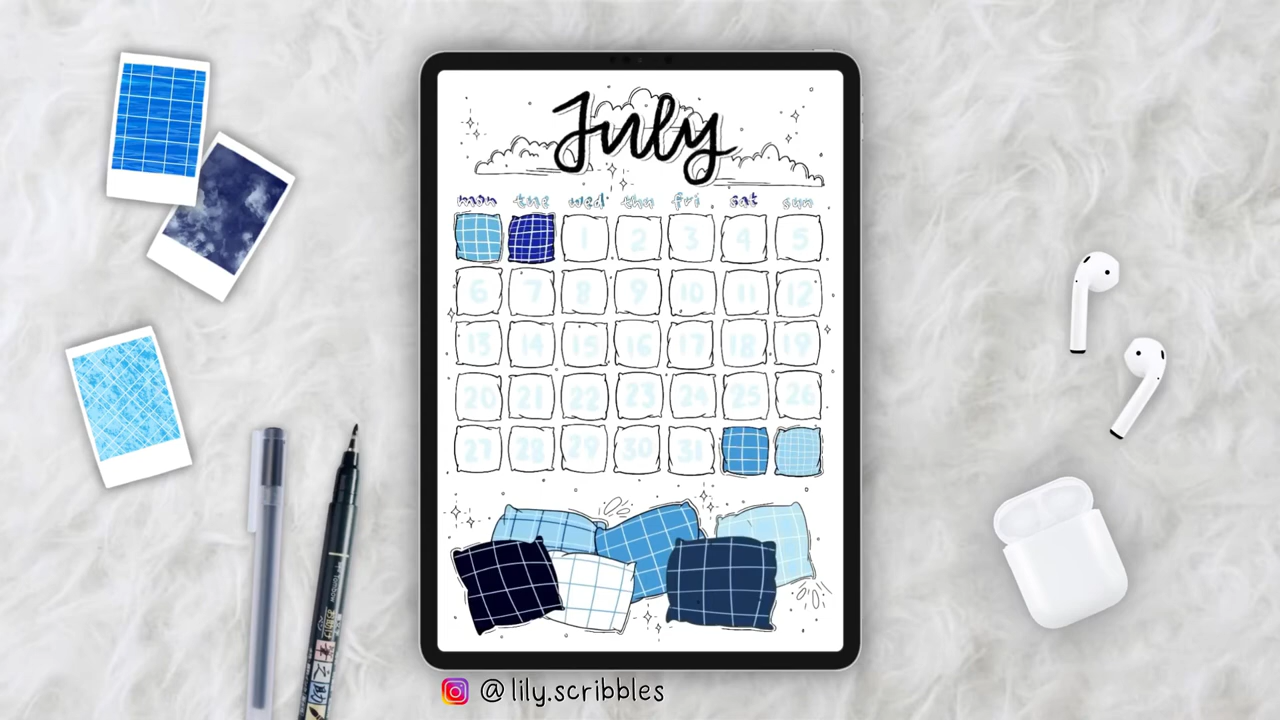 July
mon tue wed thu fri sat sun
1 2 3 4 5
6 7 8 9 10 11 12
13 14 15 16 17 18 19
20 21 22 23 24 25 26
27 28 29 30 31
@lily.scribbles